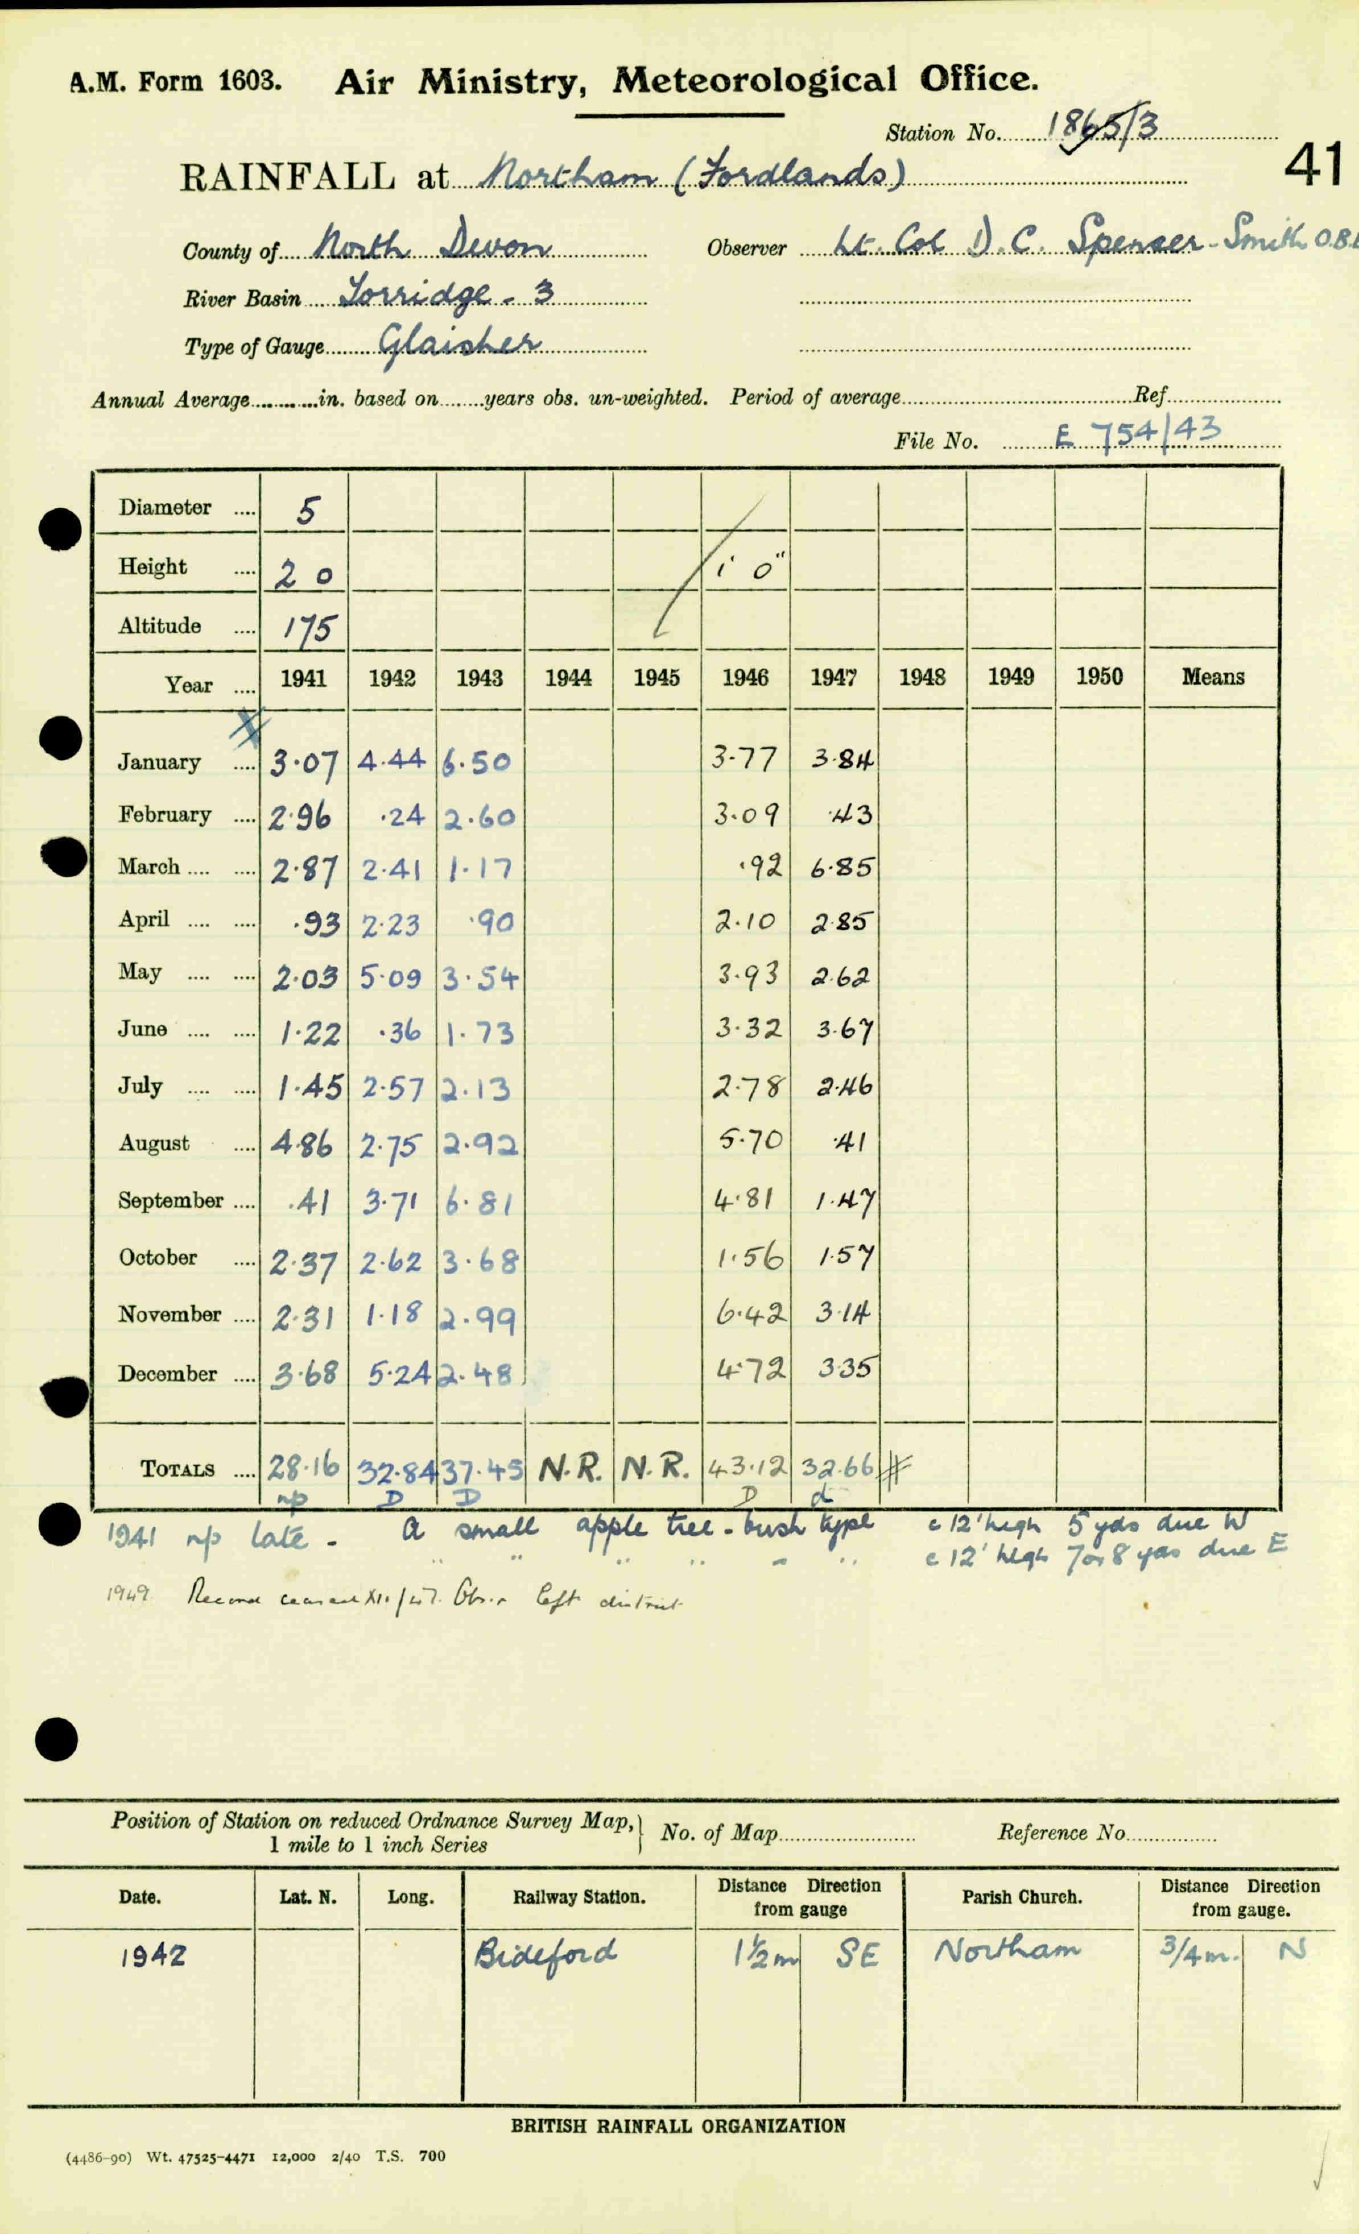 A.M. Form 1603. Air Ministry, Meteorological Office.
Station No. 1865/3
41
RAINFALL at Northam (Fordlands)
County of North Devon Observer Lt. Col D. C. Spenser-Smith O.B.E
River Basin Torridge - 3
Type of Gauge Glaisher
Annual Average in. based on years obs. un-weighted. Period of average Ref
File No. E 754/43
Diameter 5
Height 2 0 1' 0"
Altitude 175
Year 1941 1942 1943 1944 1945 1946 1947 1948 1949 1950 Means
January 3.07 4.44 6.50 3.77 3.84
February 2.96 .24 2.60 3.09 .43
March 2.87 2.41 1.17 .92 6.85
April .93 2.23 .90 2.10 2.85
May 2.03 5.09 3.54 3.93 2.62
June 1.22 .36 1.73 3.32 3.67
July 1.45 2.57 2.13 2.78 2.46
August 4.86 2.75 2.92 5.70 .41
September .41 3.71 6.81 4.81 1.47
October 2.37 2.62 3.68 1.56 1.57
November 2.31 1.18 2.99 6.42 3.14
December 3.68 5.24 2.48 4.72 3.35
TOTALS 28.16 32.84 37.45 N.R. N.R. 43.12 32.66
np D D D d
1941 np late - A small apple tree - bush type c 12' high 5 yds due W
" " " " " " c 12' high 7 or 8 yds due E
1949 Record ceased XII/47. Obs.r left district
Position of Station on reduced Ordnance Survey Map, 1 mile to 1 inch Series No. of Map Reference No.
Date. Lat. N. Long. Railway Station. Distance Direction from gauge Parish Church. Distance Direction from gauge.
1942 Bideford 1½ m SE Northam 3/4 m. N
BRITISH RAINFALL ORGANIZATION
(4486-90) Wt. 47525-4471 12,000 2/40 T.S. 700